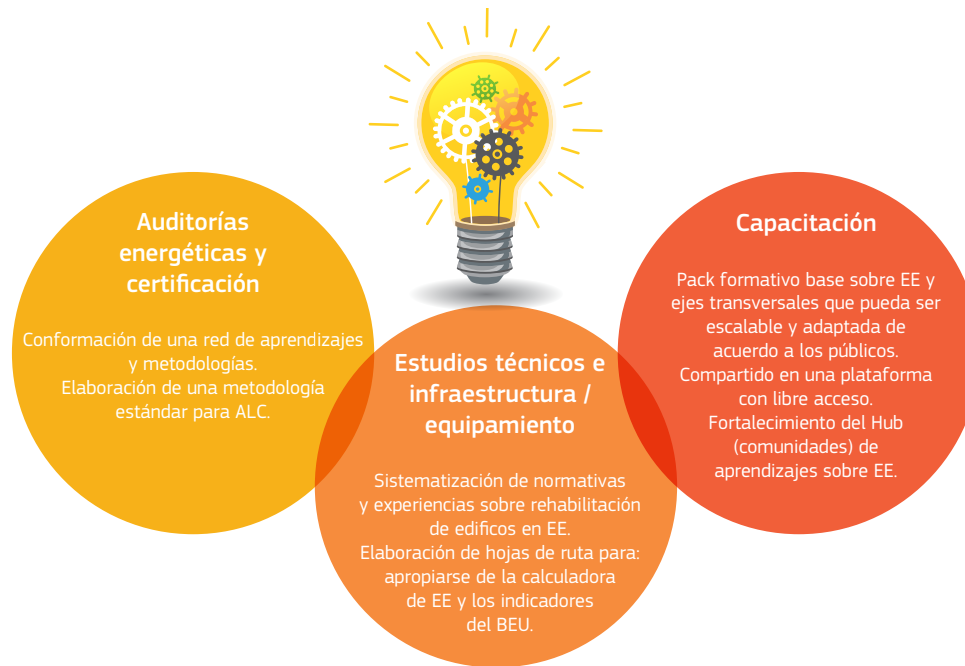 Auditorías
energéticas y
certificación
Conformación de una red de aprendizajes
y metodologías.
Elaboración de una metodología
estándar para ALC.
Estudios técnicos e
infraestructura /
equipamiento
Sistematización de normativas
y experiencias sobre rehabilitación
de edificos en EE.
Elaboración de hojas de ruta para:
apropiarse de la calculadora
de EE y los indicadores
del BEU.
Capacitación
Pack formativo base sobre EE y
ejes transversales que pueda ser
escalable y adaptada de
acuerdo a los públicos.
Compartido en una plataforma
con libre acceso.
Fortalecimiento del Hub
(comunidades) de
aprendizajes sobre EE.